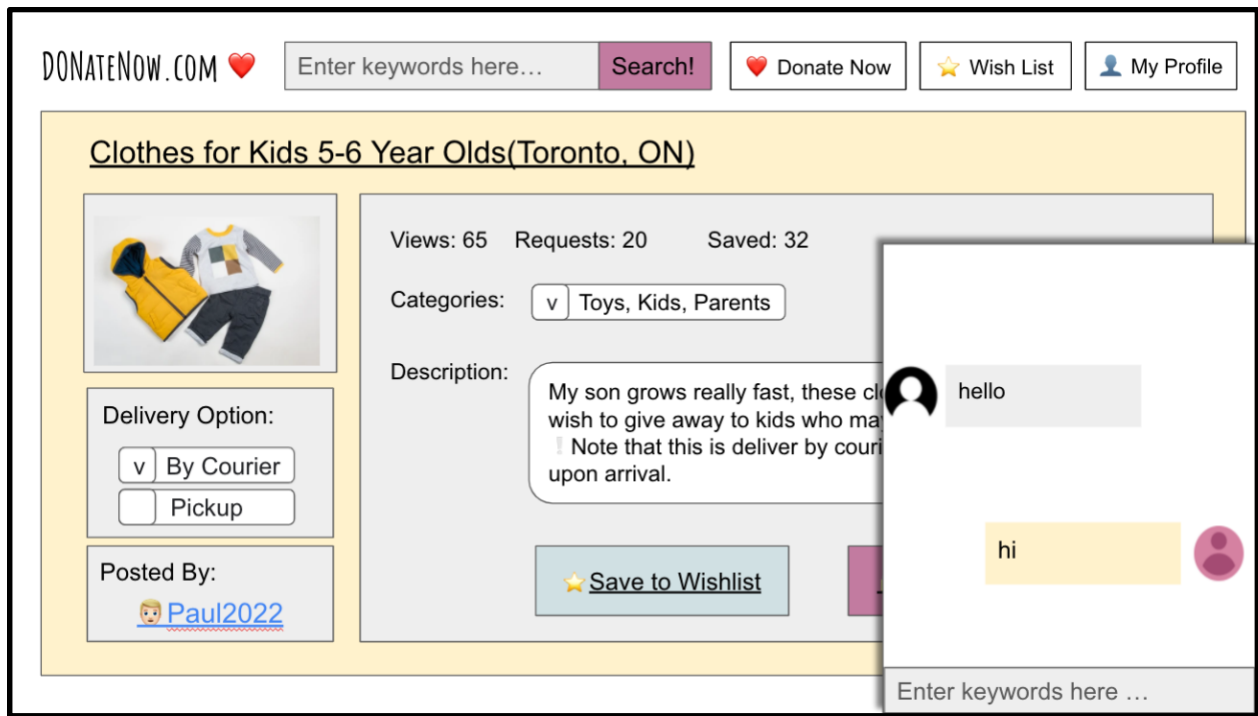 DONATENOW.COM ❤️
Enter keywords here…
Search!
❤️ Donate Now
⭐ Wish List
👤 My Profile
Clothes for Kids 5-6 Year Olds(Toronto, ON)
Views: 65 Requests: 20 Saved: 32
Categories:
v Toys, Kids, Parents
Description:
My son grows really fast, these
wish to give away to kids who
❕Note that this is deliver by
upon arrival.
Delivery Option:
v By Courier
Pickup
Posted By:
Paul2022
⭐Save to Wishlist
hello
hi
Enter keywords here …